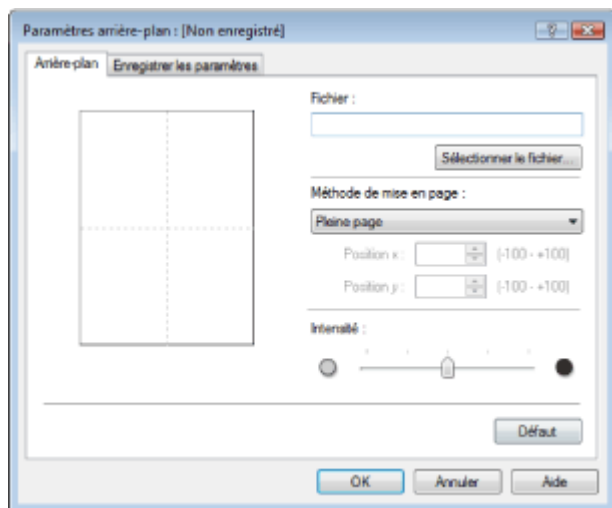 Paramètres arrière-plan : [Non enregistré]
Arrière-plan
Enregistrer les paramètres
Fichier :
Sélectionner le fichier...
Méthode de mise en page :
Pleine page
Position x : (-100 - +100)
Position y : (-100 - +100)
Intensité :
Défaut
OK Annuler Aide